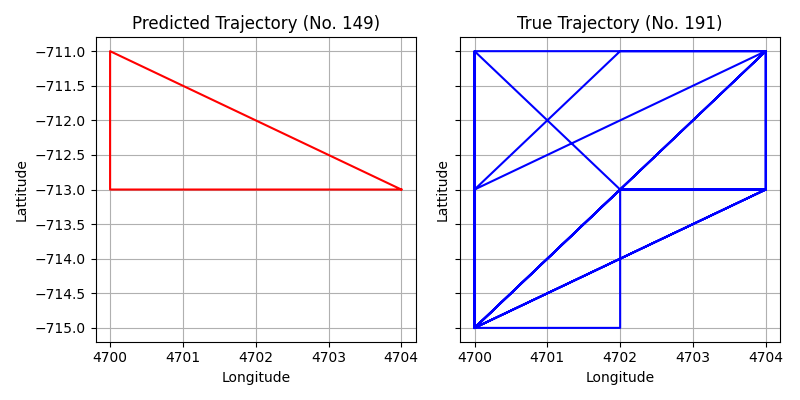 Predicted Trajectory (No. 149)
−711.0
−711.5
−712.0
−712.5
−713.0
−713.5
−714.0
−714.5
−715.0
Lattitude
4700 4701 4702 4703 4704
Longitude
True Trajectory (No. 191)
Lattitude
4700 4701 4702 4703 4704
Longitude